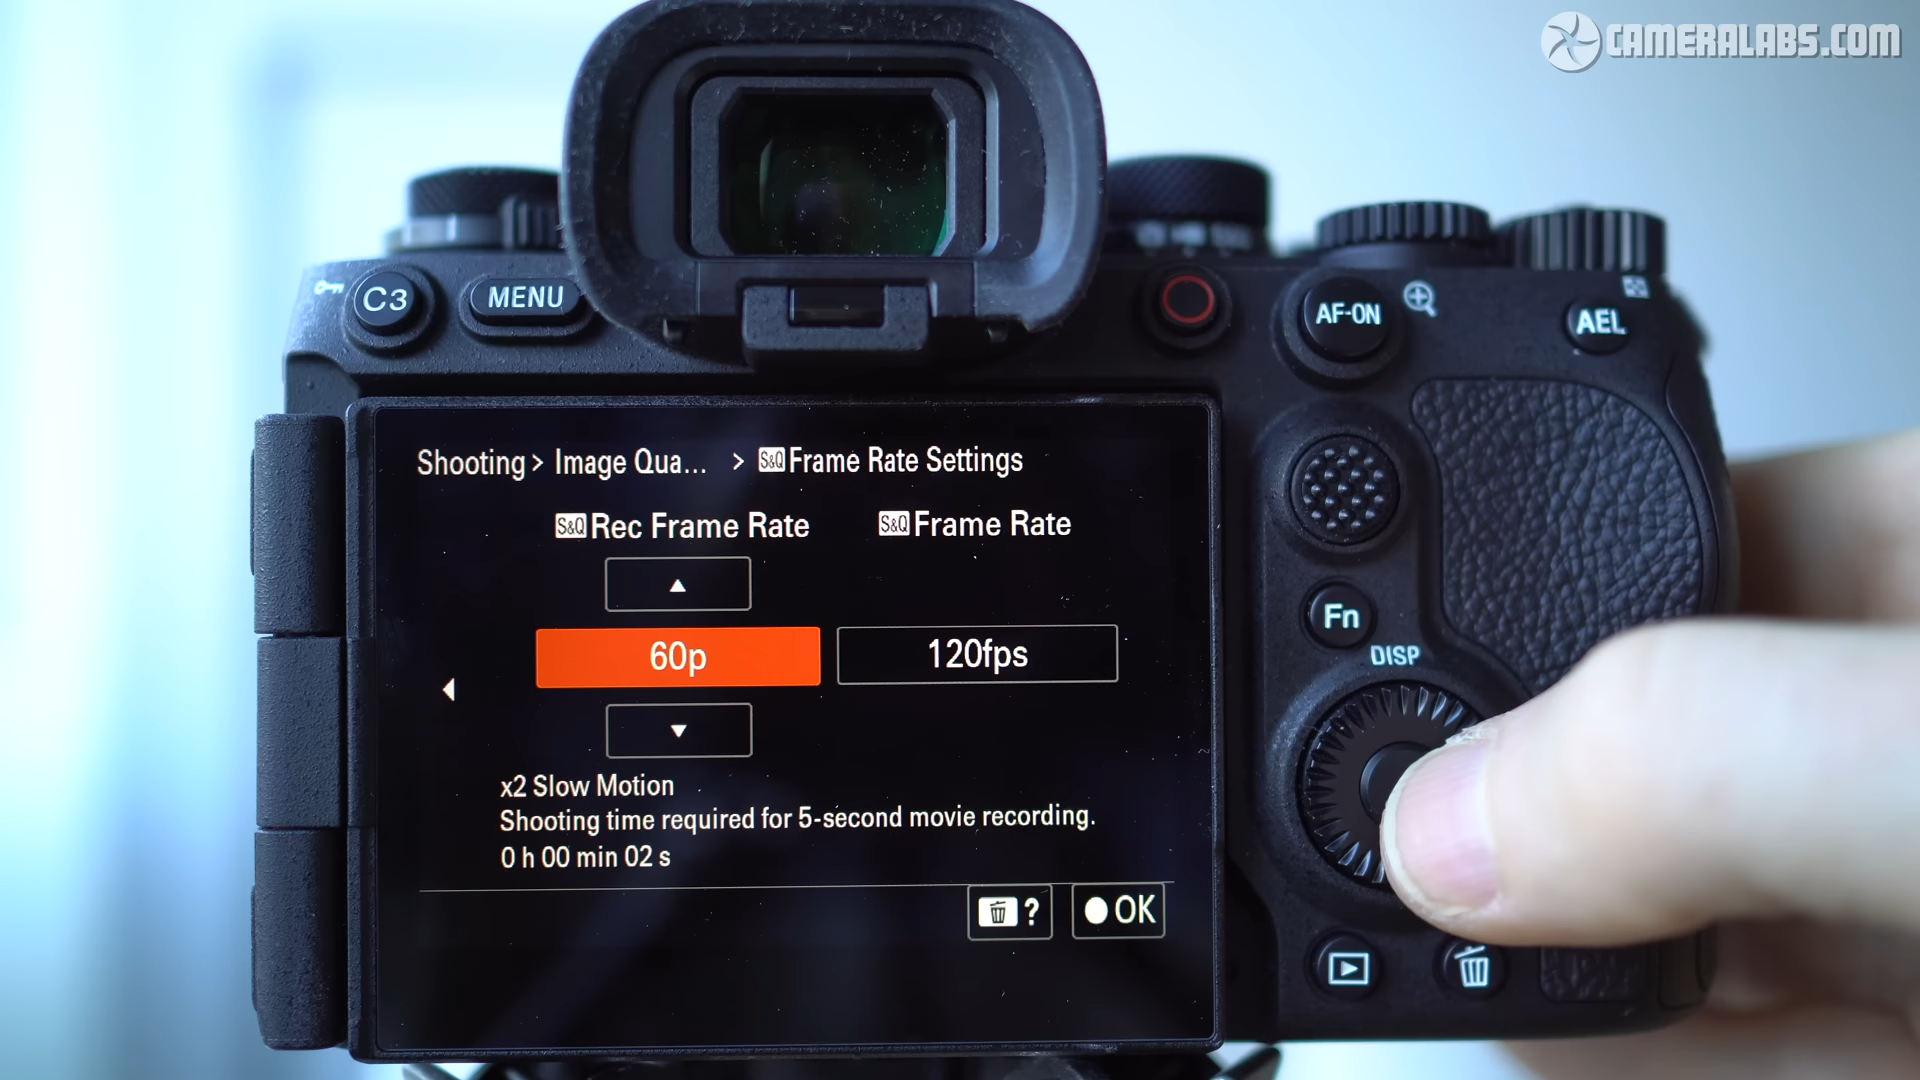 CAMERALABS.COM
C3
MENU
AF-ON
AEL
Shooting > Image Qua... > S&Q Frame Rate Settings
S&Q Rec Frame Rate
S&Q Frame Rate
60p
120fps
Fn
DISP
x2 Slow Motion
Shooting time required for 5-second movie recording.
0 h 00 min 02 s
?
OK